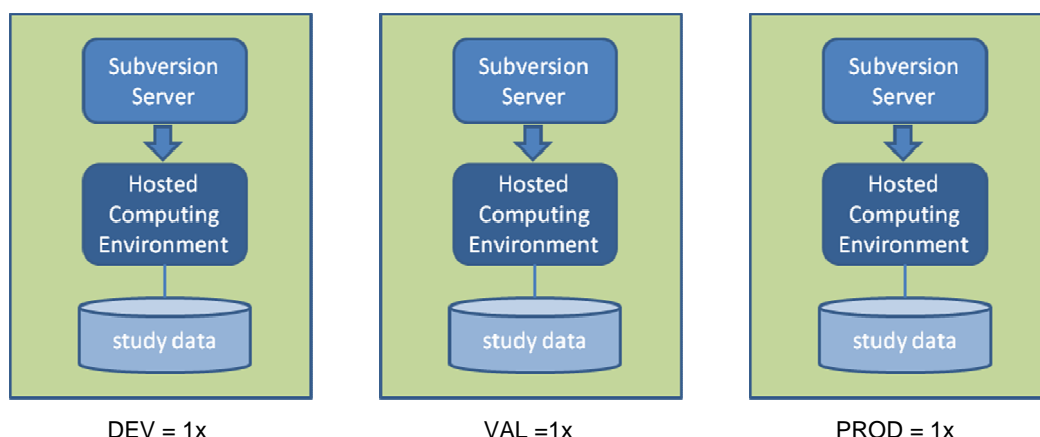 Subversion
Server
Hosted
Computing
Environment
study data
DEV = 1x
Subversion
Server
Hosted
Computing
Environment
study data
VAL =1x
Subversion
Server
Hosted
Computing
Environment
study data
PROD = 1x